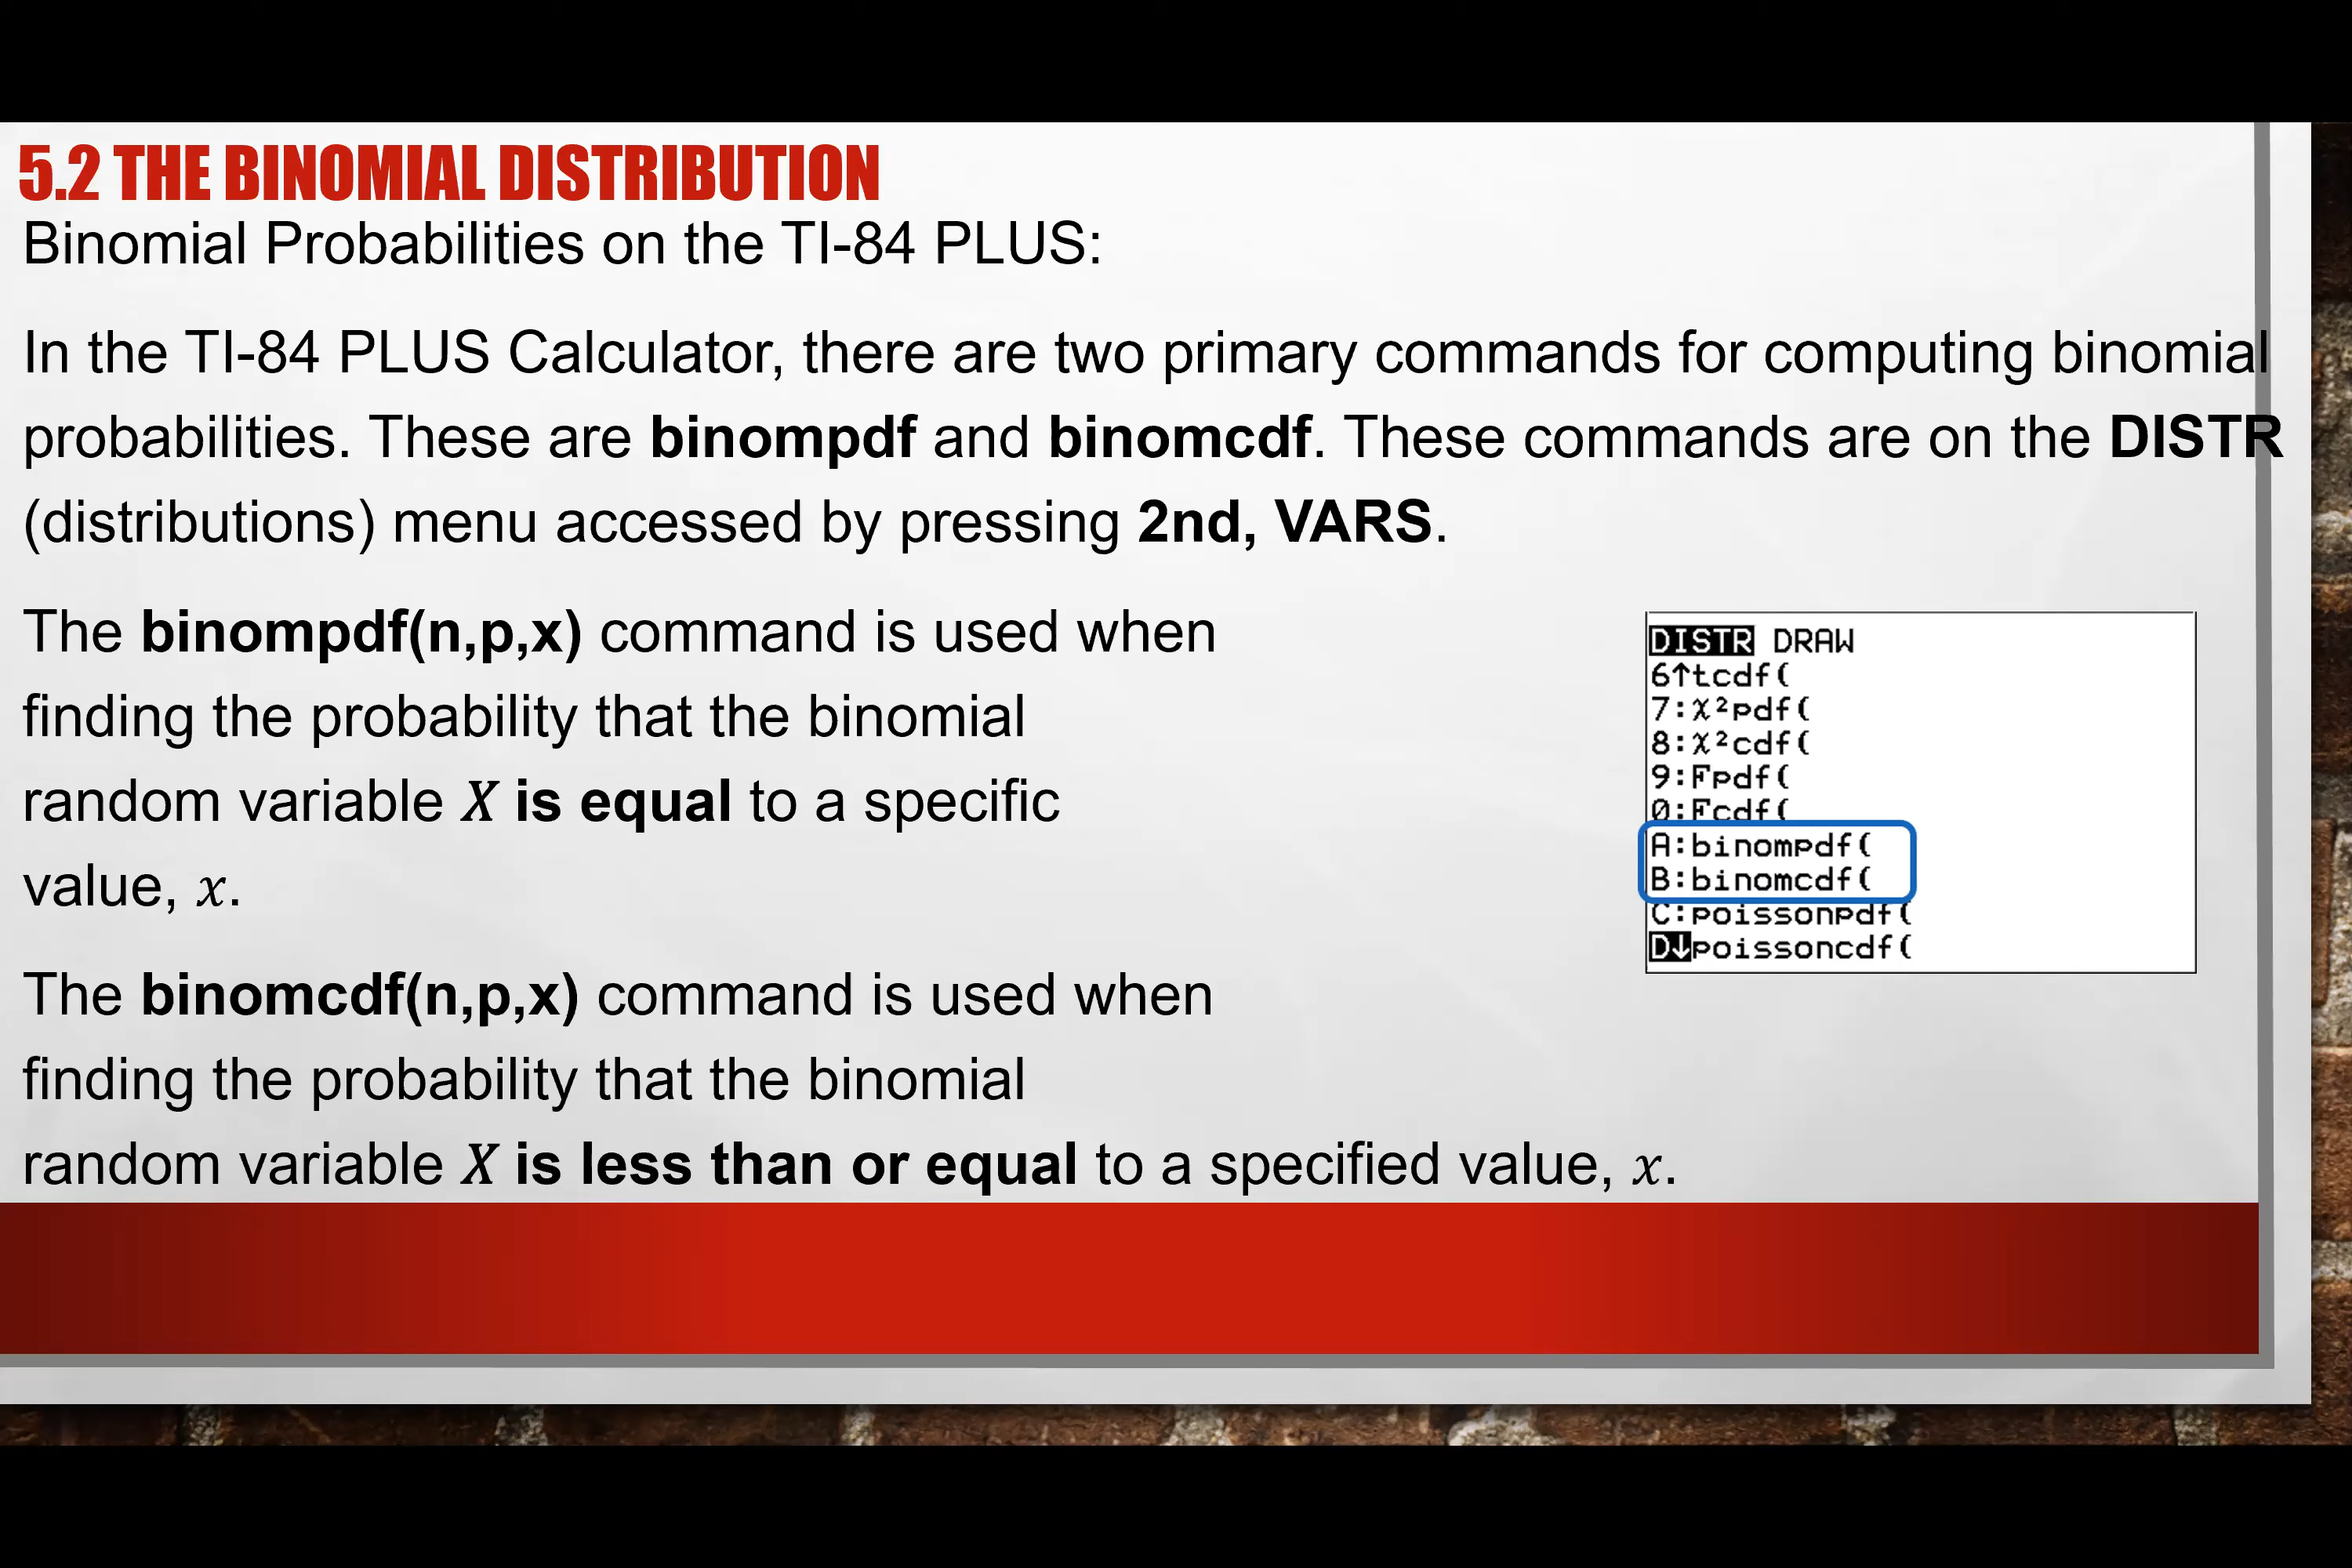 5.2 THE BINOMIAL DISTRIBUTION
Binomial Probabilities on the TI-84 PLUS:
In the TI-84 PLUS Calculator, there are two primary commands for computing binomial
probabilities. These are binompdf and binomcdf. These commands are on the DISTR
(distributions) menu accessed by pressing 2nd, VARS.
The binompdf(n,p,x) command is used when
finding the probability that the binomial
random variable X is equal to a specific
value, x.
The binomcdf(n,p,x) command is used when
finding the probability that the binomial
random variable X is less than or equal to a specified value, x.
DISTR DRAW
6↑tcdf(
7:χ²pdf(
8:χ²cdf(
9:Fpdf(
0:Fcdf(
A:binompdf(
B:binomcdf(
C:poissonpdf(
D↓poissoncdf(